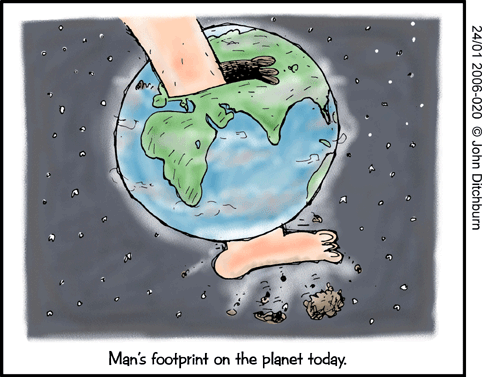 24/01 2006-020 © John Ditchburn
Man's footprint on the planet today.